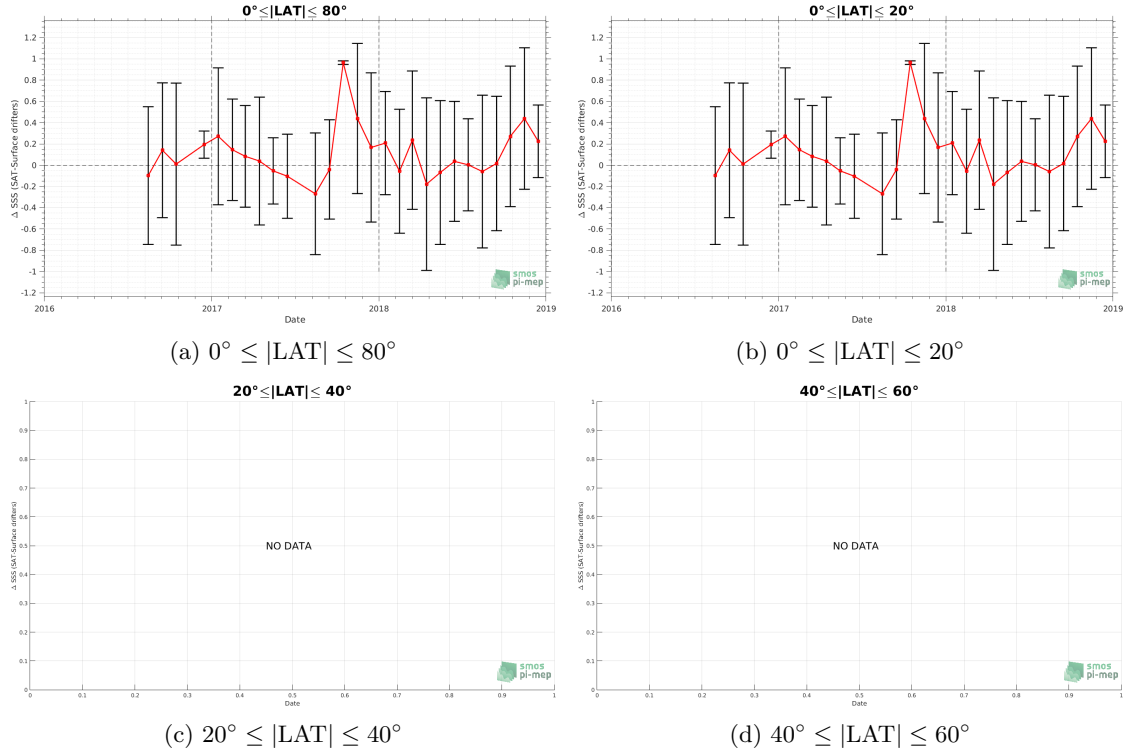 0°≤|LAT|≤ 80°
Δ SSS (SAT-Surface drifters)
1.2
1
0.8
0.6
0.4
0.2
0
-0.2
-0.4
-0.6
-0.8
-1
-1.2
2016
2017
2018
2019
Date
smos
pi-mep
(a) 0° ≤ |LAT| ≤ 80°
0°≤|LAT|≤ 20°
Δ SSS (SAT-Surface drifters)
1.2
1
0.8
0.6
0.4
0.2
0
-0.2
-0.4
-0.6
-0.8
-1
-1.2
2016
2017
2018
2019
Date
smos
pi-mep
(b) 0° ≤ |LAT| ≤ 20°
20°≤|LAT|≤ 40°
Δ SSS (SAT-Surface drifters)
1
0.9
0.8
0.7
0.6
0.5
0.4
0.3
0.2
0.1
0
NO DATA
0 0.1 0.2 0.3 0.4 0.5 0.6 0.7 0.8 0.9 1
Date
smos
pi-mep
(c) 20° ≤ |LAT| ≤ 40°
40°≤|LAT|≤ 60°
Δ SSS (SAT-Surface drifters)
1
0.9
0.8
0.7
0.6
0.5
0.4
0.3
0.2
0.1
0
NO DATA
0 0.1 0.2 0.3 0.4 0.5 0.6 0.7 0.8 0.9 1
Date
smos
pi-mep
(d) 40° ≤ |LAT| ≤ 60°